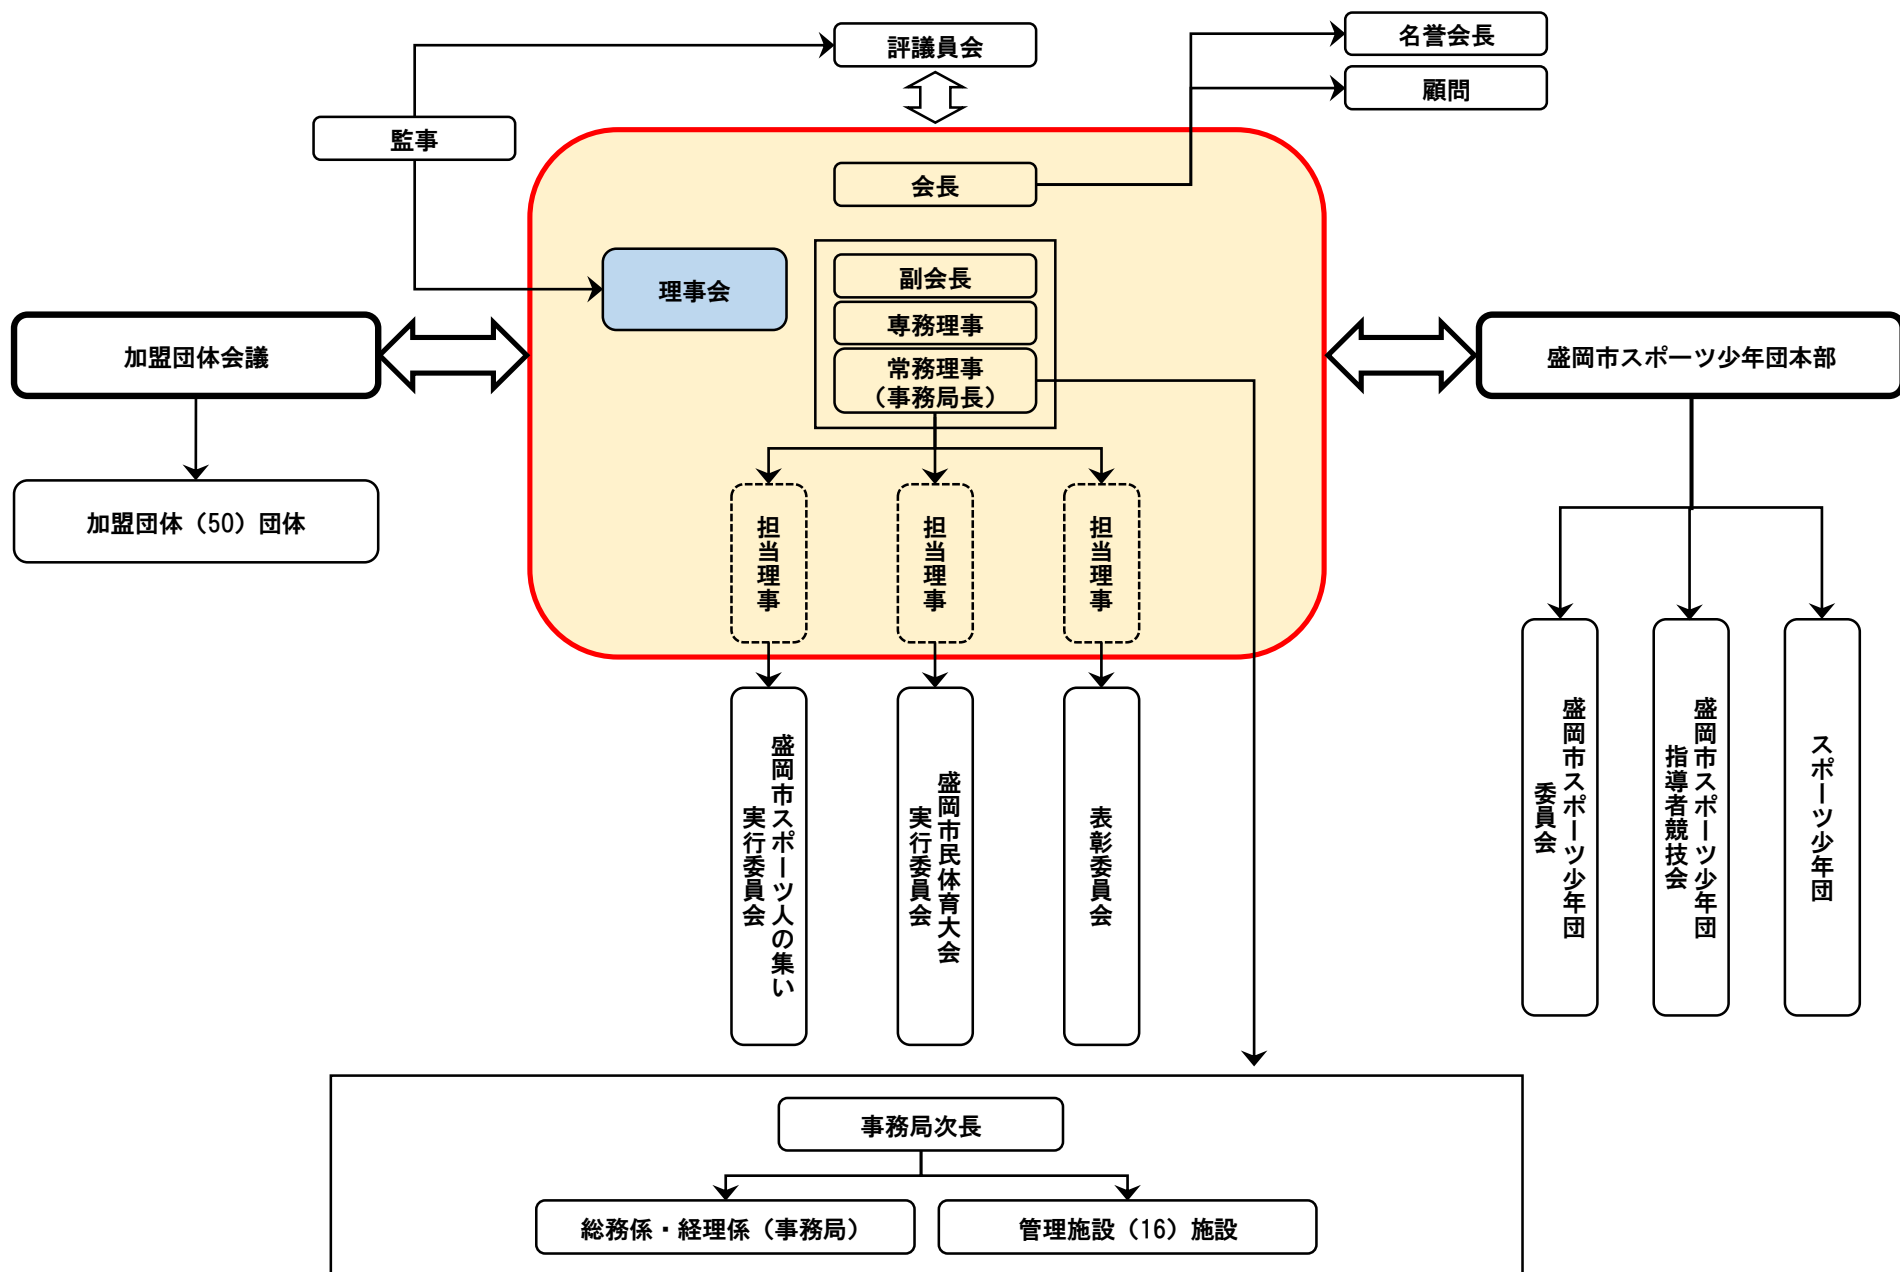 評議員会
名誉会長
顧問
監事
会長
理事会
副会長
専務理事
常務理事
（事務局長）
加盟団体会議
盛岡市スポーツ少年団本部
加盟団体（50）団体
担当理事
担当理事
担当理事
盛岡市スポーツ人の集い
実行委員会
盛岡市民体育大会
実行委員会
表彰委員会
盛岡市スポーツ少年団
委員会
盛岡市スポーツ少年団
指導者競技会
スポーツ少年団
事務局次長
総務係・経理係（事務局）
管理施設（16）施設